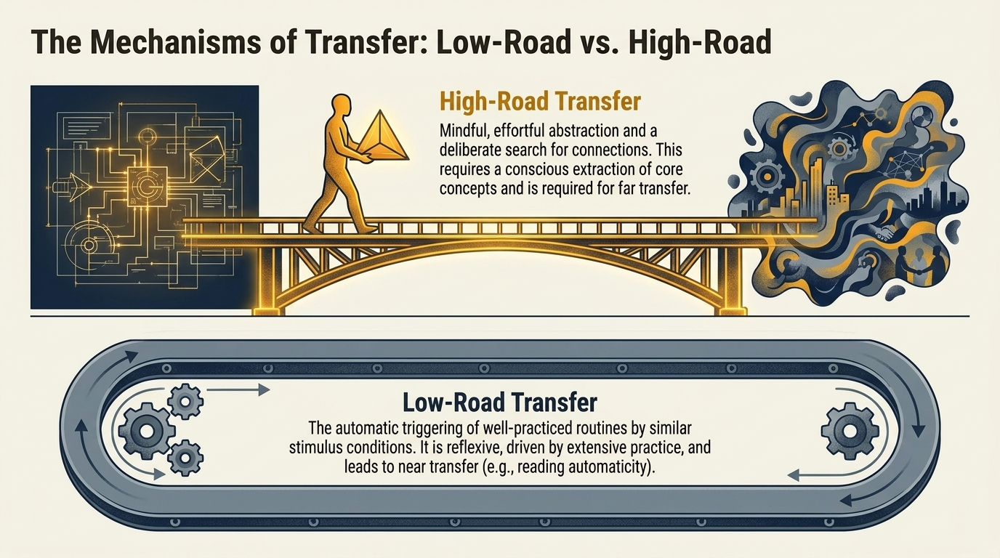 The Mechanisms of Transfer: Low-Road vs. High-Road
High-Road Transfer
Mindful, effortful abstraction and a
deliberate search for connections. This
requires a conscious extraction of core
concepts and is required for far transfer.
Low-Road Transfer
The automatic triggering of well-practiced routines by similar
stimulus conditions. It is reflexive, driven by extensive practice, and
leads to near transfer (e.g., reading automaticity).